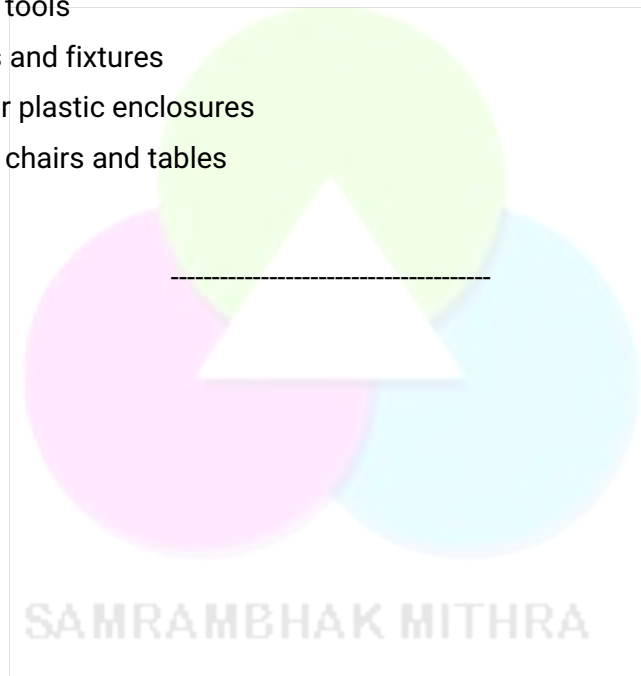 tools
s and fixtures
r plastic enclosures
chairs and tables
---------------------------------------
SAMRAMBHAK MITHRA